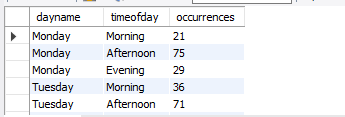 dayname timeofday occurrences
Monday Morning 21
Monday Afternoon 75
Monday Evening 29
Tuesday Morning 36
Tuesday Afternoon 71